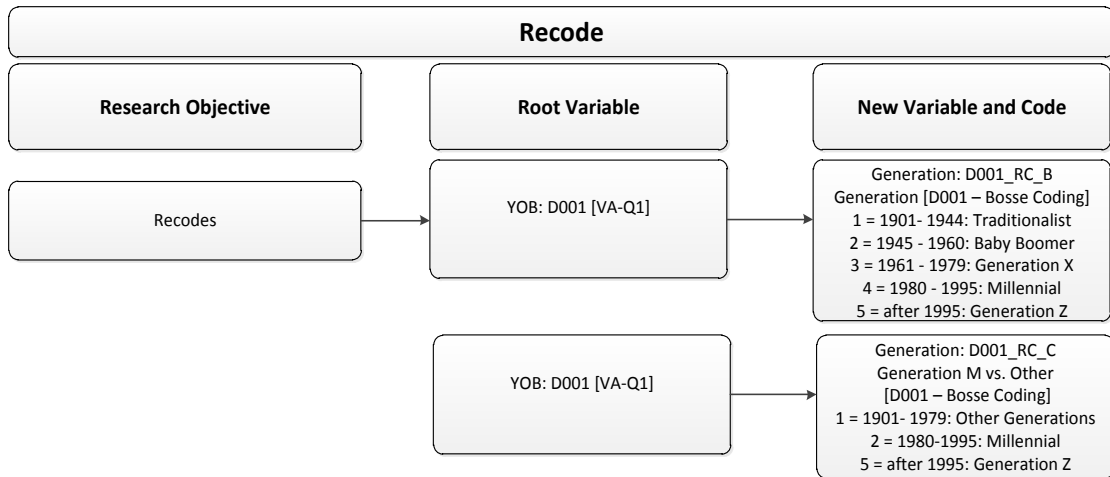 Recode
Research Objective
Root Variable
New Variable and Code
Recodes
YOB: D001 [VA-Q1]
Generation: D001_RC_B
Generation [D001 – Bosse Coding]
1 = 1901- 1944: Traditionalist
2 = 1945 - 1960: Baby Boomer
3 = 1961 - 1979: Generation X
4 = 1980 - 1995: Millennial
5 = after 1995: Generation Z
YOB: D001 [VA-Q1]
Generation: D001_RC_C
Generation M vs. Other
[D001 – Bosse Coding]
1 = 1901- 1979: Other Generations
2 = 1980-1995: Millennial
5 = after 1995: Generation Z